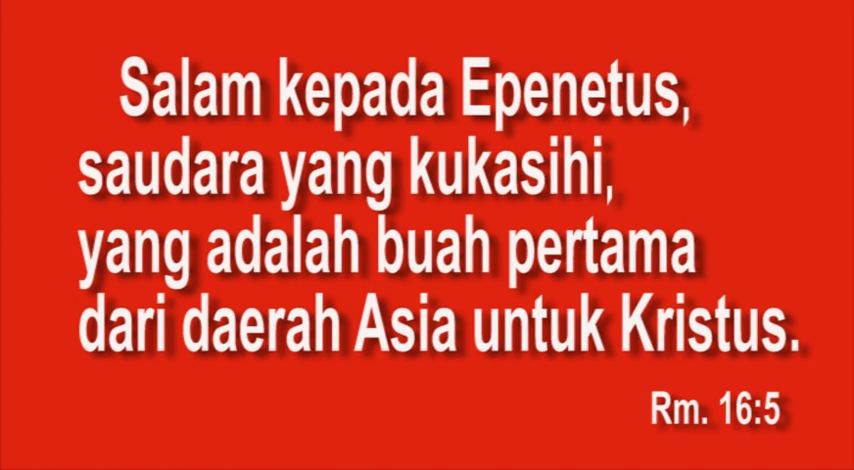 Salam kepada Epenetus,
saudara yang kukasihi,
yang adalah buah pertama
dari daerah Asia untuk Kristus.
Rm. 16:5